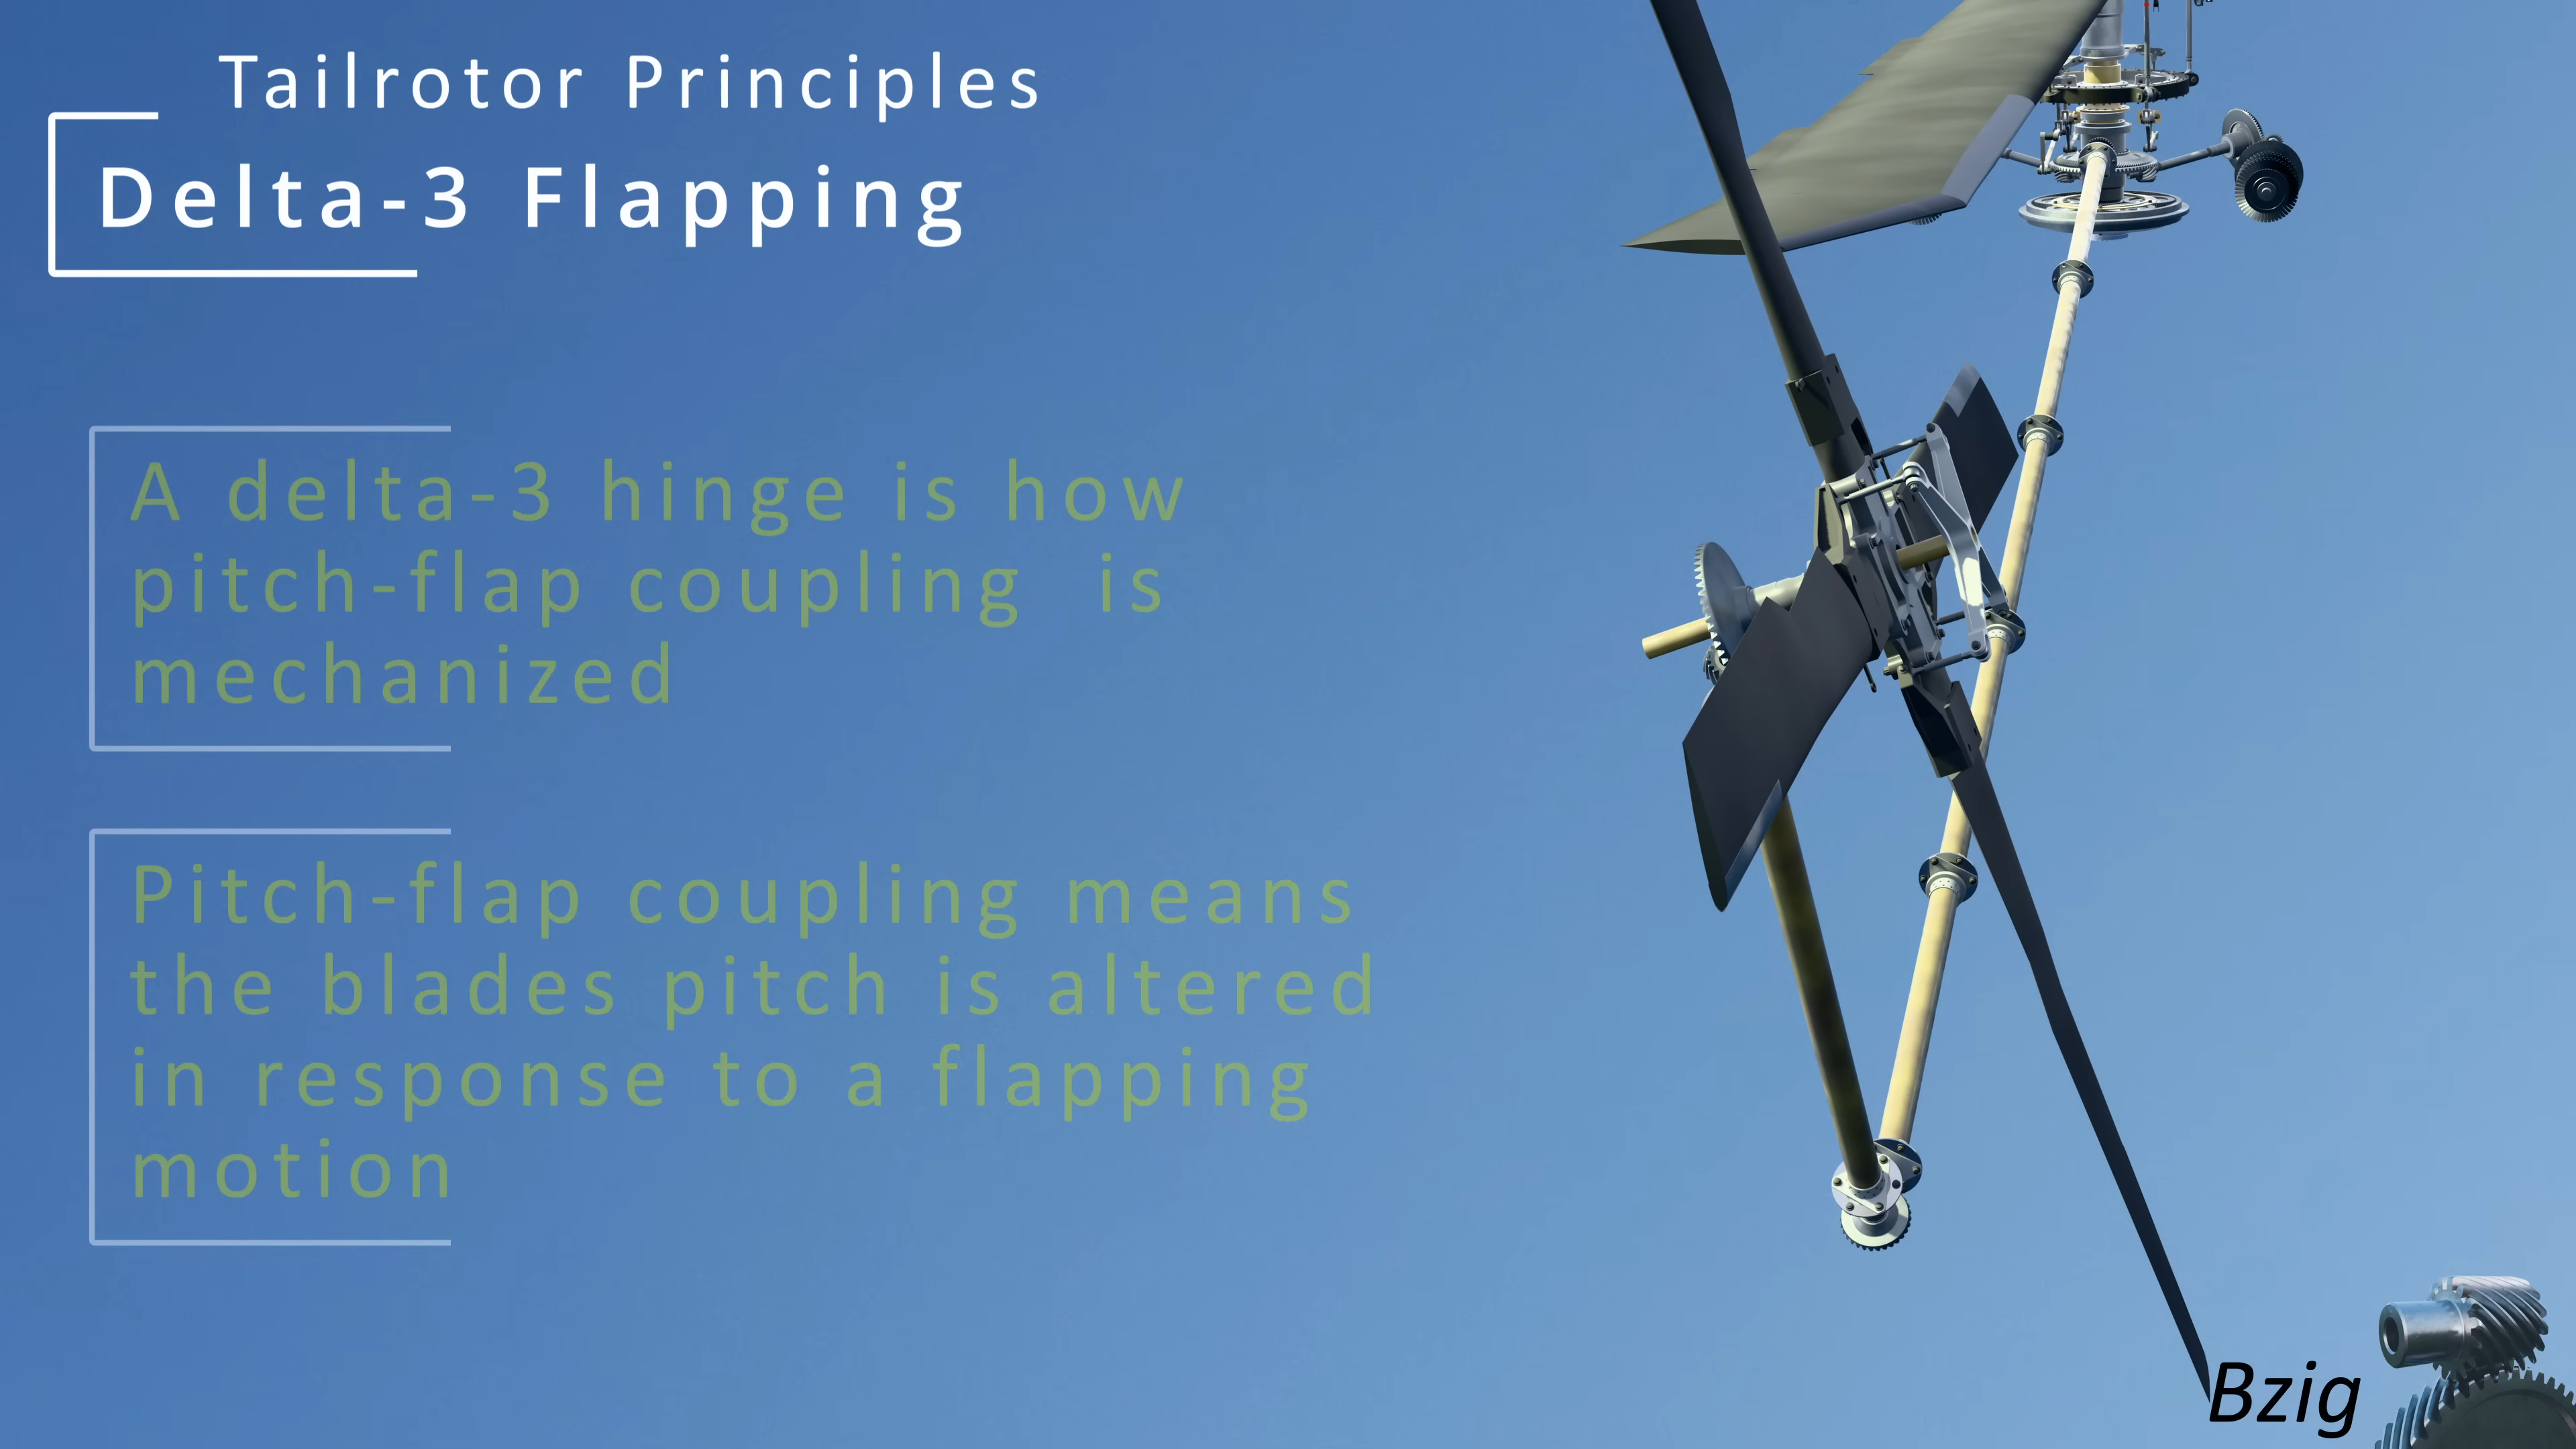 Tailrotor Principles
Delta-3 Flapping
A delta-3 hinge is how
pitch-flap coupling is
mechanized
Pitch-flap coupling means
the blades pitch is altered
in response to a flapping
motion
Bzig